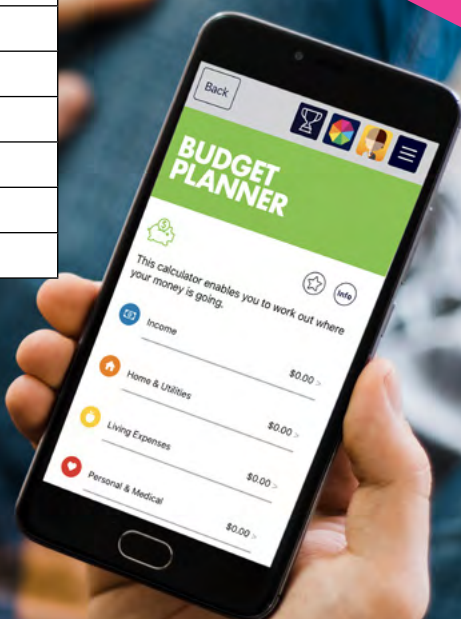 Back
BUDGET
PLANNER
$
This calculator enables you to work out where
your money is going.
Info
Income
$0.00 >
Home & Utilities
$0.00 >
Living Expenses
$0.00 >
Personal & Medical
$0.00 >